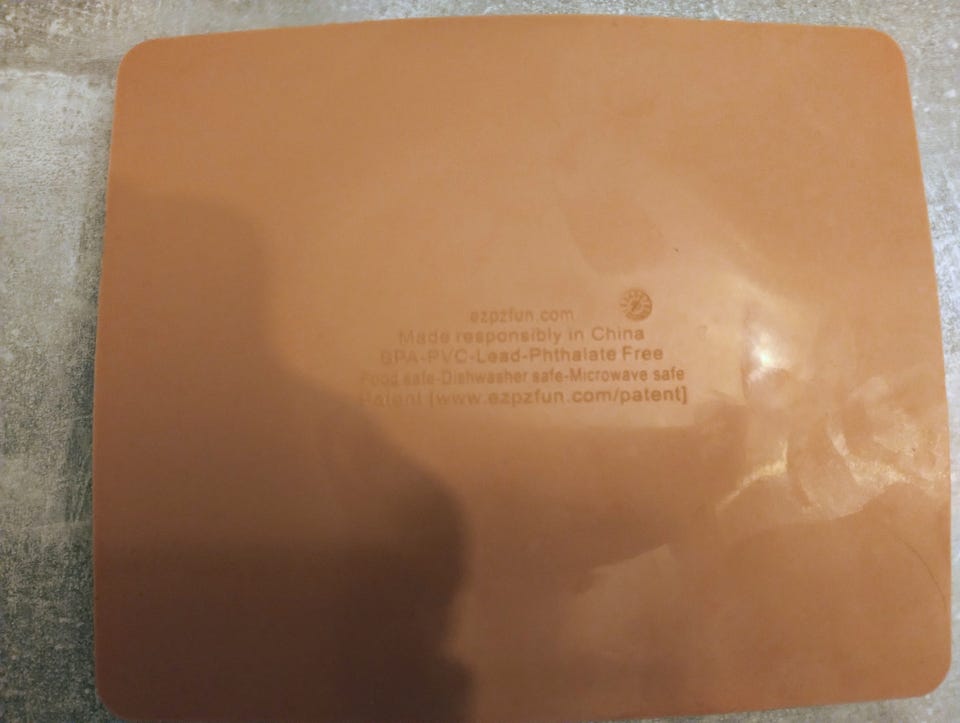 ezpzfun.com
Made responsibly in China
BPA-PVC-Lead-Phthalate Free
Food safe-Dishwasher safe-Microwave safe
Patent [www.ezpzfun.com/patent]